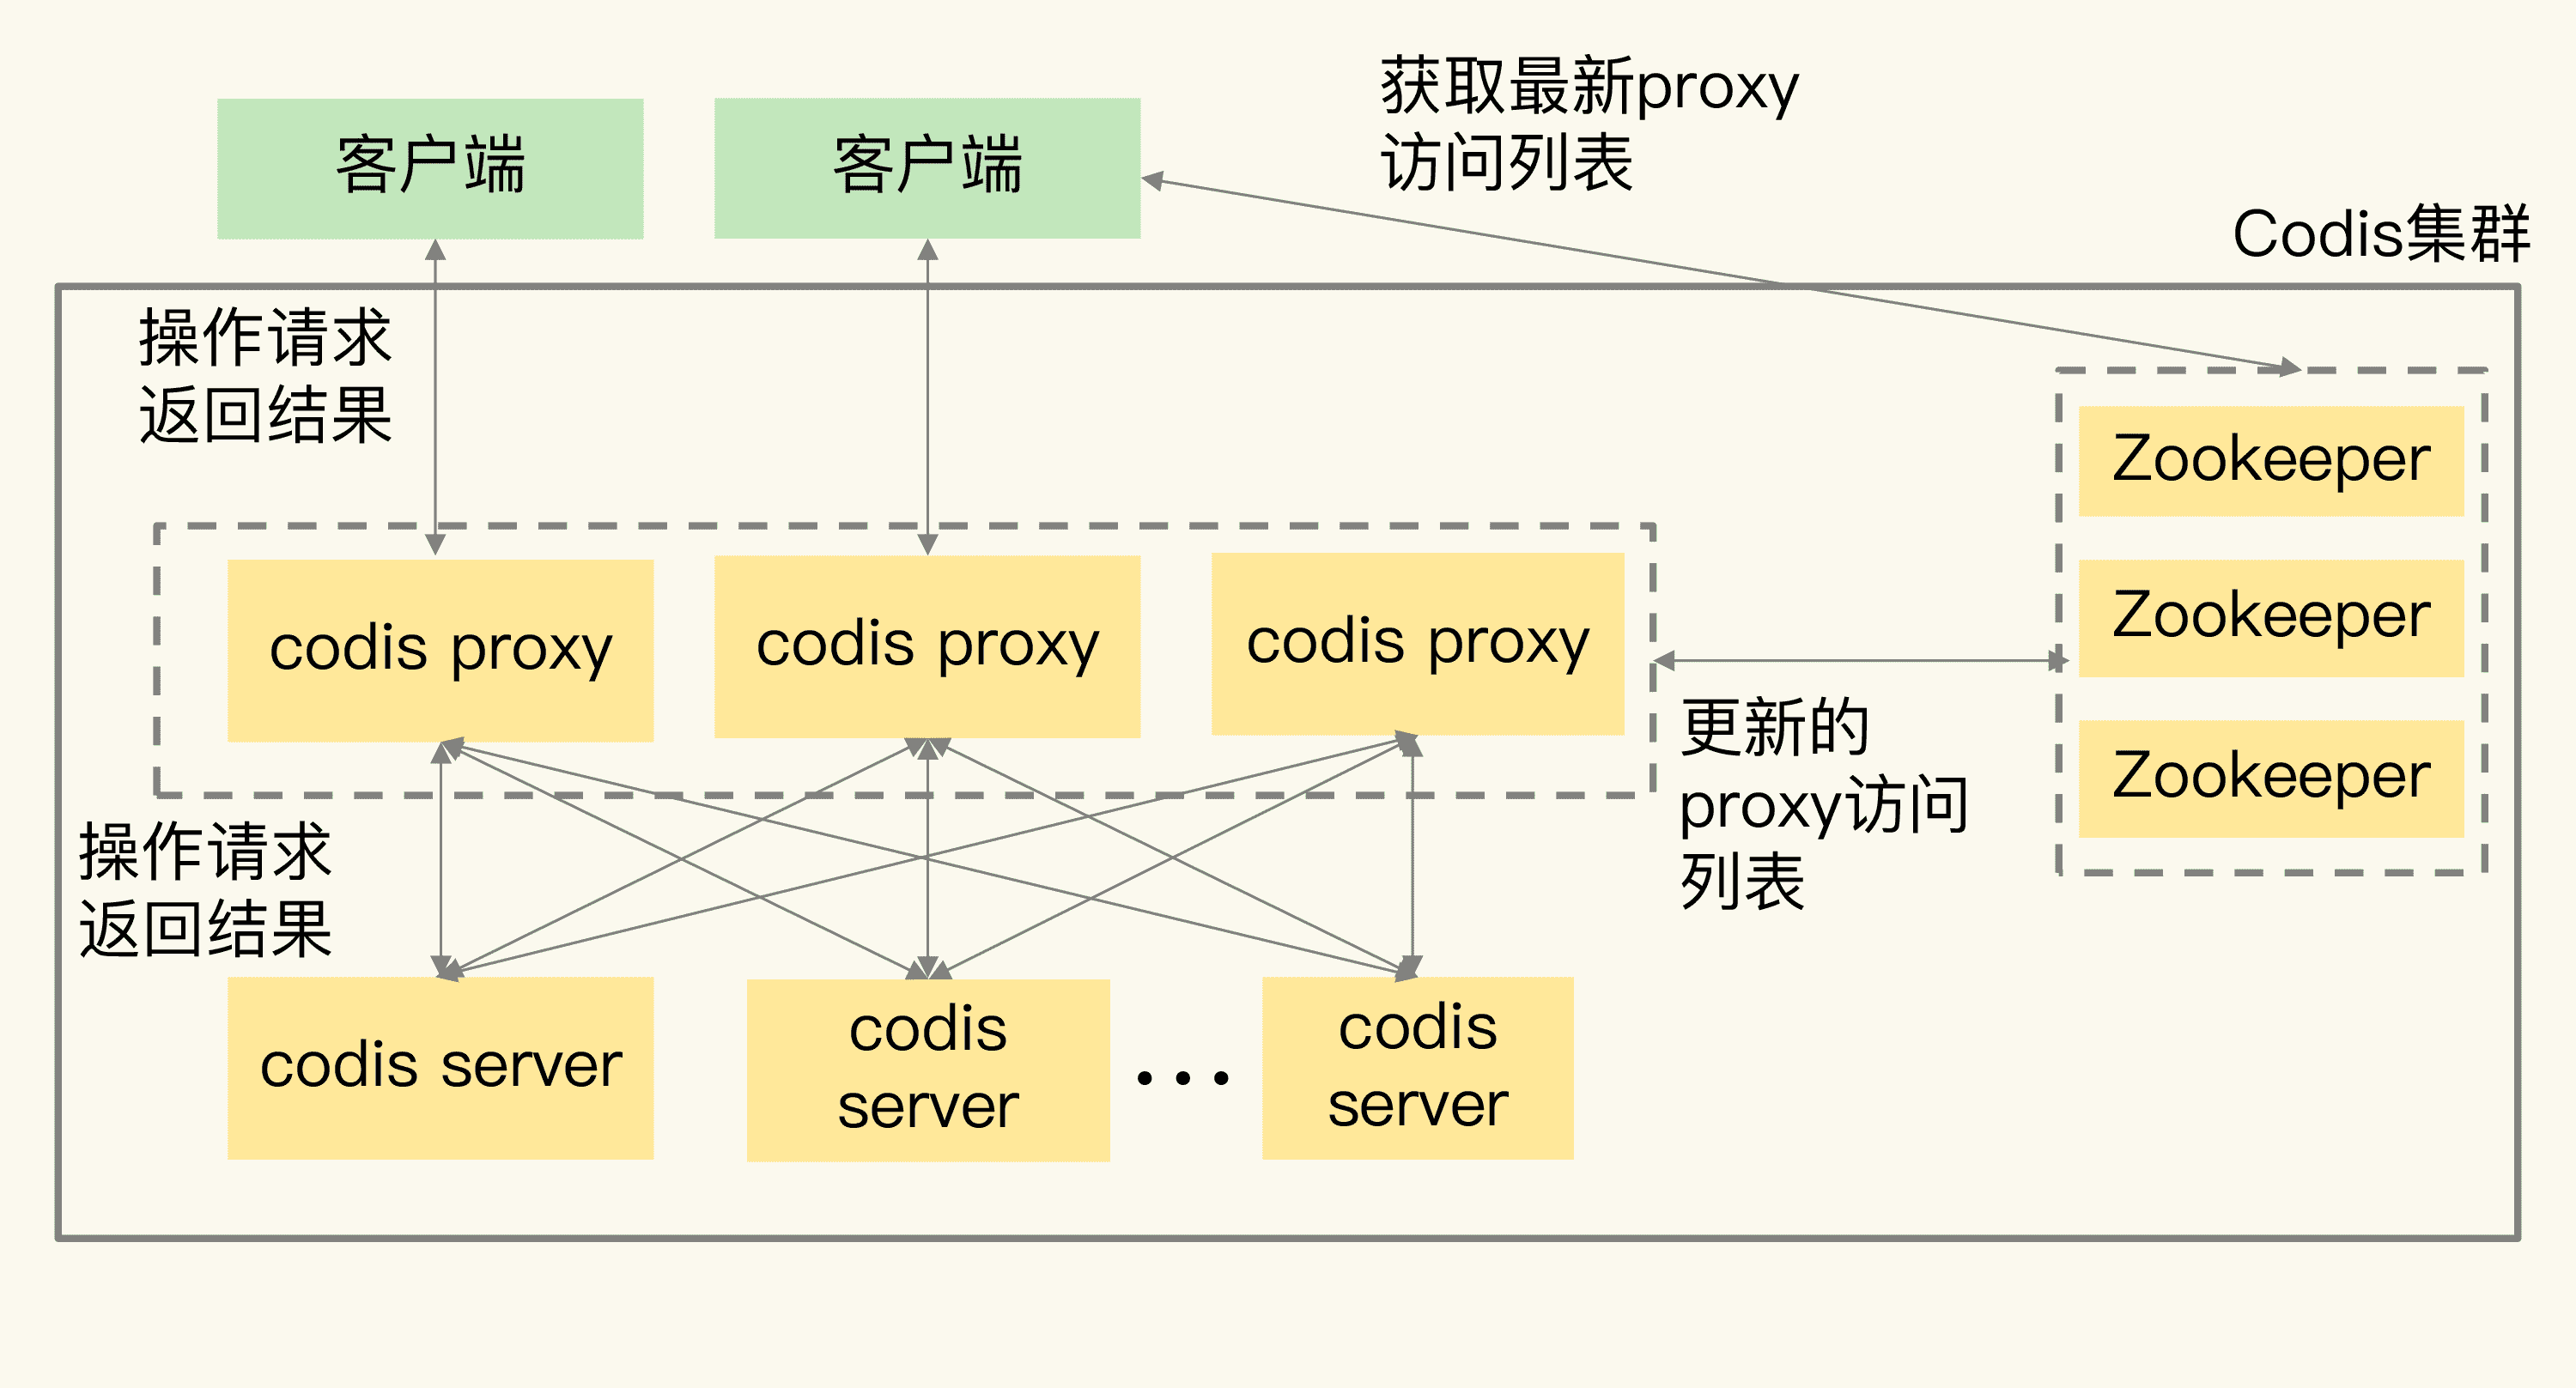 获取最新proxy
访问列表
客户端
客户端
Codis集群
操作请求
返回结果
Zookeeper
codis proxy
codis proxy
codis proxy
Zookeeper
更新的
proxy访问
列表
Zookeeper
操作请求
返回结果
codis server
codis
server
...
codis
server